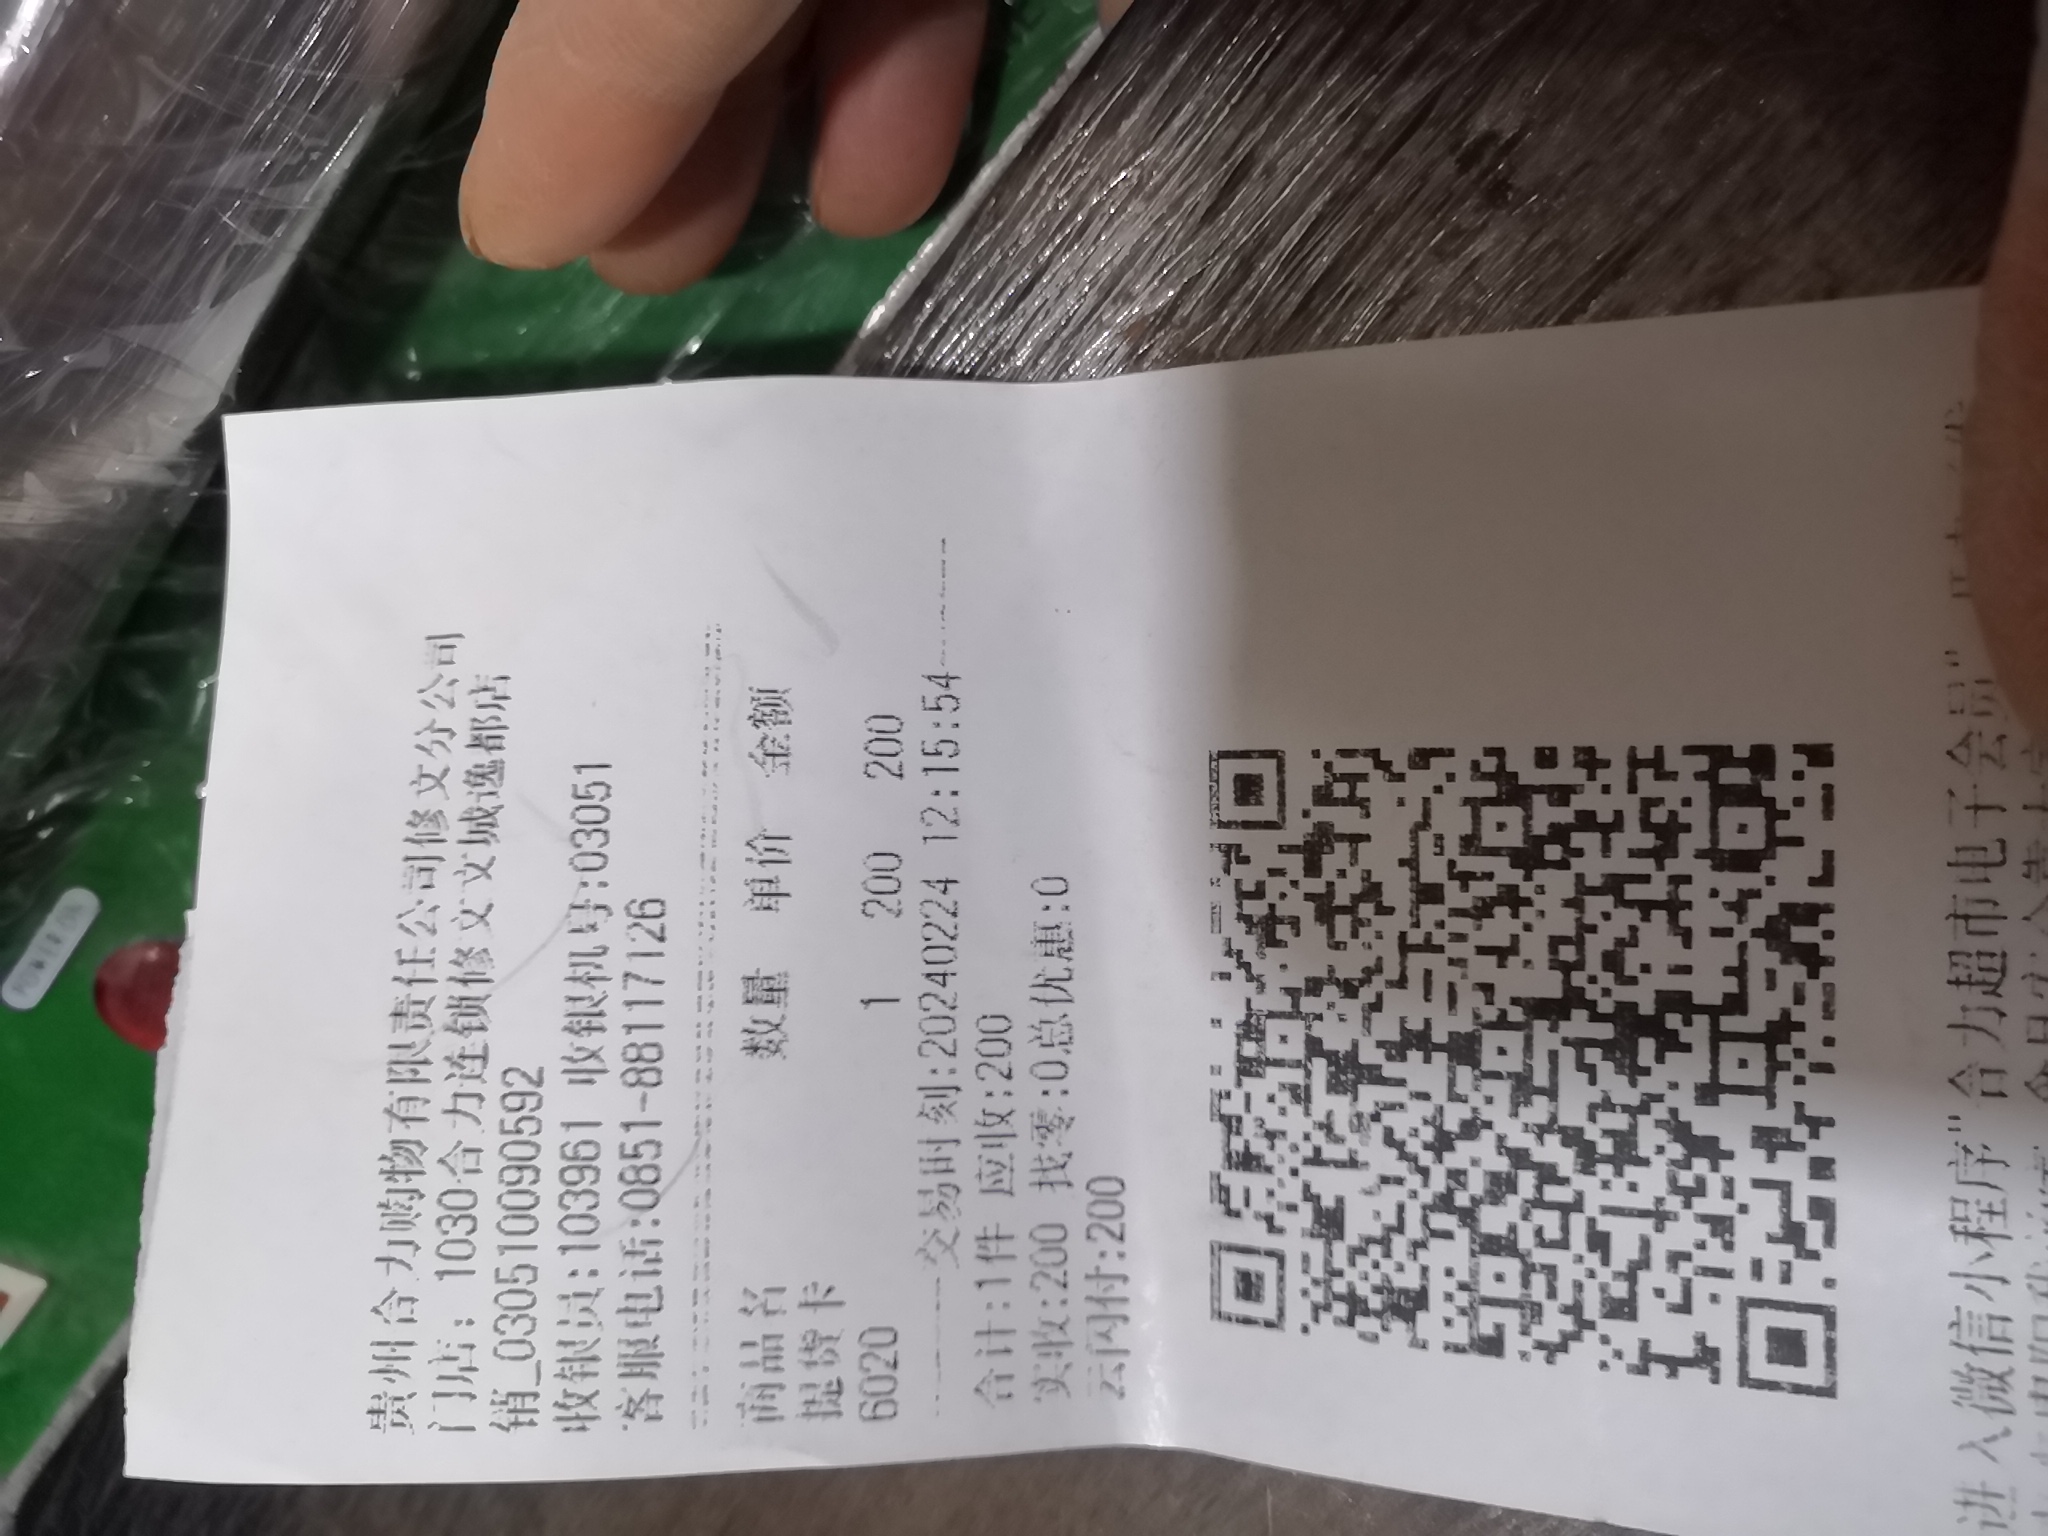 贵州合力购物有限责任公司修文分公司
门店：1030合力连锁修文文城逸都店
销_0305100905​92
收银员:103961 收银机号:03051
客服电话:0851-88117126
商品名 数量 单价 金额
提货卡
6020 1 200 200
交易时刻:20240224 12:15:54
合计:1件 应收:200
实收:200 找零:0总优惠:0
云闪付:200
进入微信小程序"合力超市电子会员"